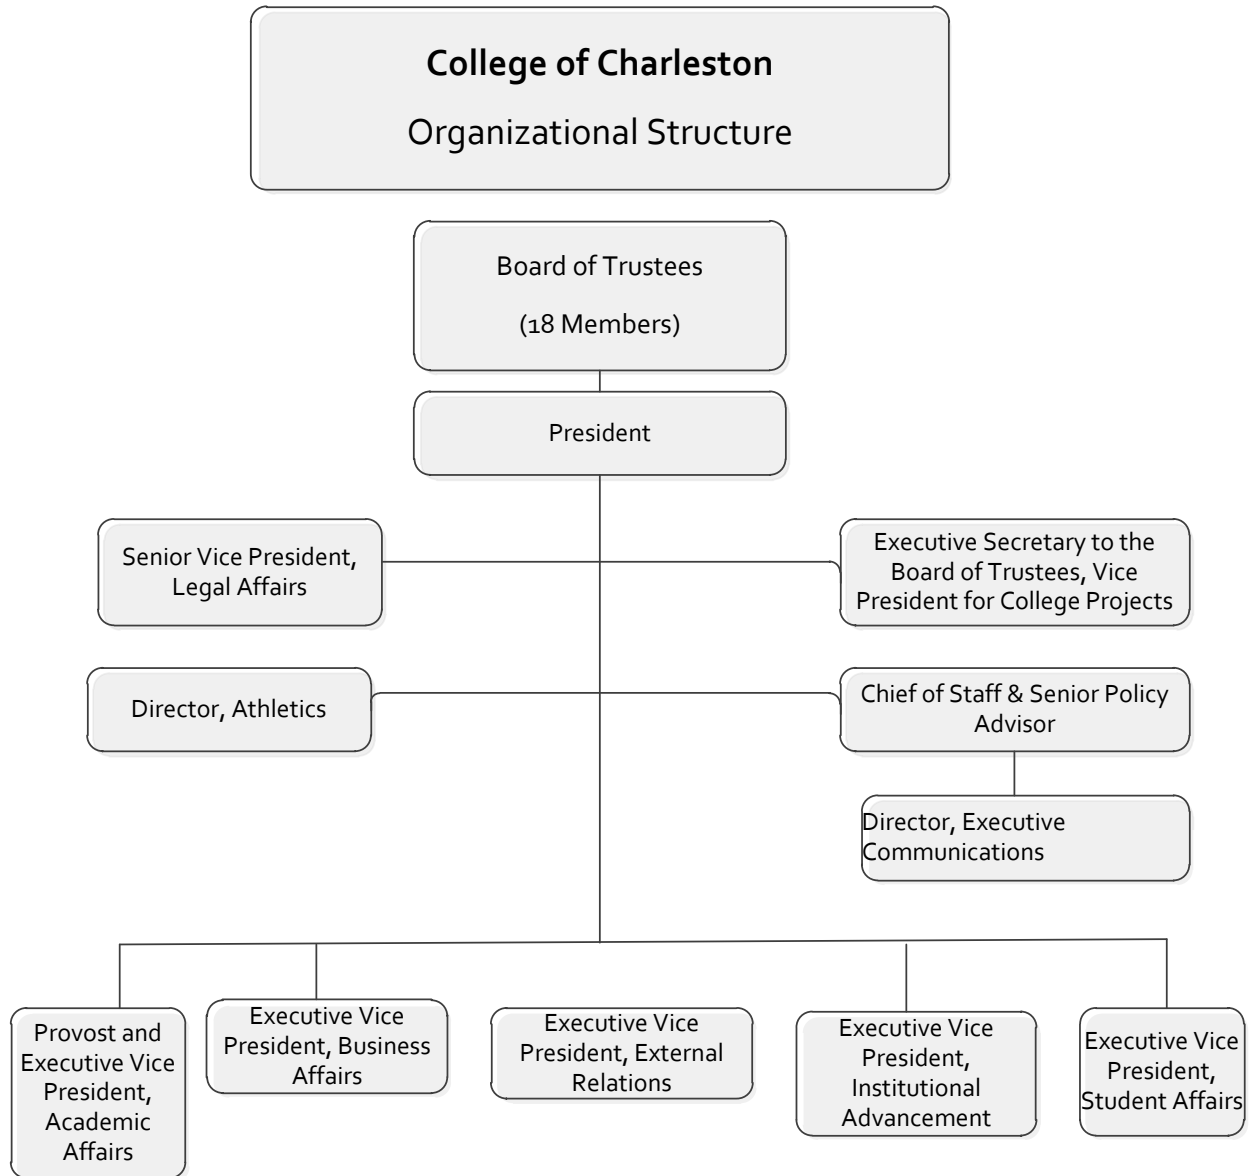 College of Charleston
Organizational Structure
Board of Trustees
(18 Members)
President
Senior Vice President,
Legal Affairs
Executive Secretary to the
Board of Trustees, Vice
President for College Projects
Director, Athletics
Chief of Staff & Senior Policy
Advisor
Director, Executive
Communications
Provost and
Executive Vice
President,
Academic
Affairs
Executive Vice
President, Business
Affairs
Executive Vice
President, External
Relations
Executive Vice
President,
Institutional
Advancement
Executive Vice
President,
Student Affairs